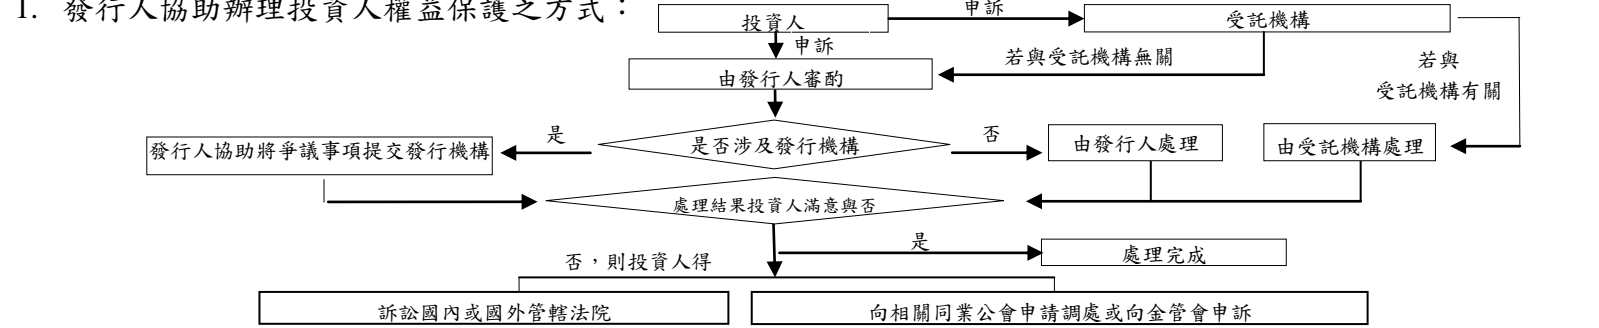 1. 發行人協助辦理投資人權益保護之方式：
投資人
申訴
受託機構
申訴
若與受託機構無關
若與
受託機構有關
由發行人審酌
是
是否涉及發行機構
否
發行人協助將爭議事項提交發行機構
由發行人處理
由受託機構處理
處理結果投資人滿意與否
是
處理完成
否，則投資人得
訴訟國內或國外管轄法院
向相關同業公會申請調處或向金管會申訴